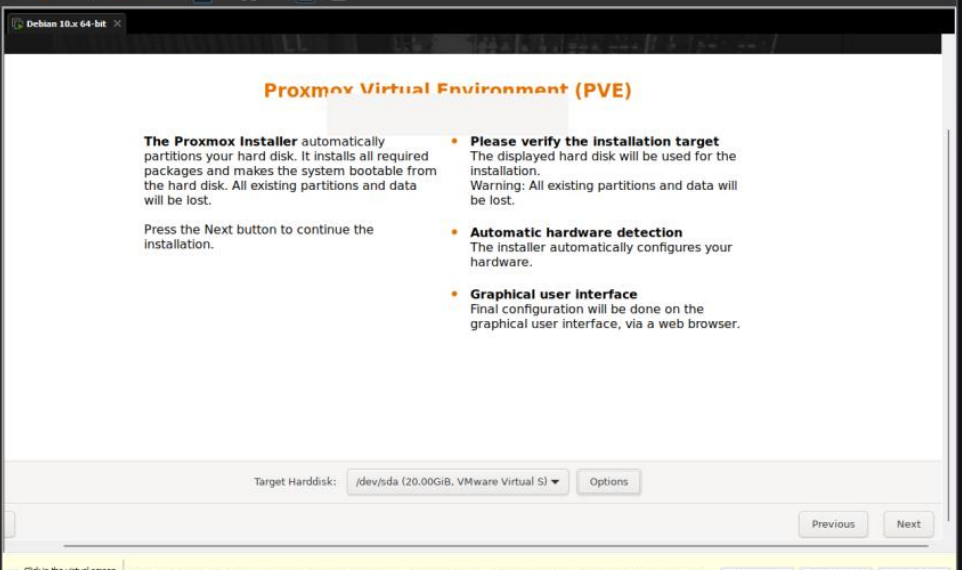 Debian 10.x 64-bit
Proxmox Virtual Environment (PVE)
The Proxmox Installer automatically
partitions your hard disk. It installs all required
packages and makes the system bootable from
the hard disk. All existing partitions and data
will be lost.
Press the Next button to continue the
installation.
Please verify the installation target
The displayed hard disk will be used for the
installation.
Warning: All existing partitions and data will
be lost.
Automatic hardware detection
The installer automatically configures your
hardware.
Graphical user interface
Final configuration will be done on the
graphical user interface, via a web browser.
Target Harddisk: /dev/sda (20.00GiB, VMware Virtual S) Options
Previous Next